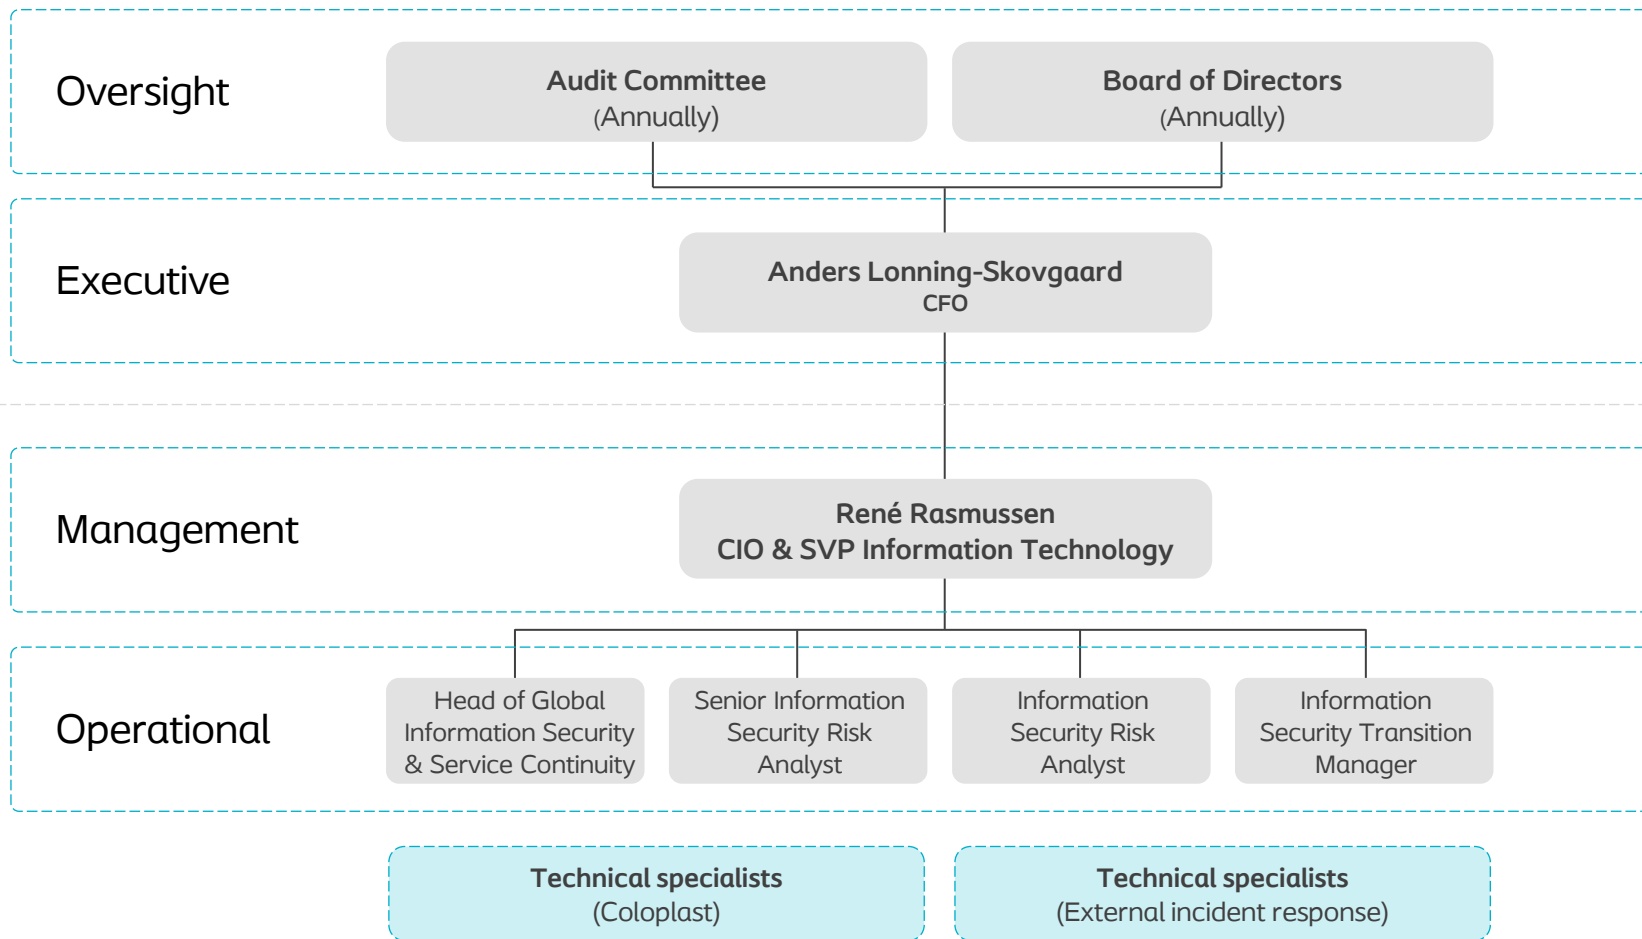 Oversight
Audit Committee
(Annually)
Board of Directors
(Annually)
Executive
Anders Lonning-Skovgaard
CFO
Management
René Rasmussen
CIO & SVP Information Technology
Operational
Head of Global
Information Security
& Service Continuity
Senior Information
Security Risk
Analyst
Information
Security Risk
Analyst
Information
Security Transition
Manager
Technical specialists
(Coloplast)
Technical specialists
(External incident response)